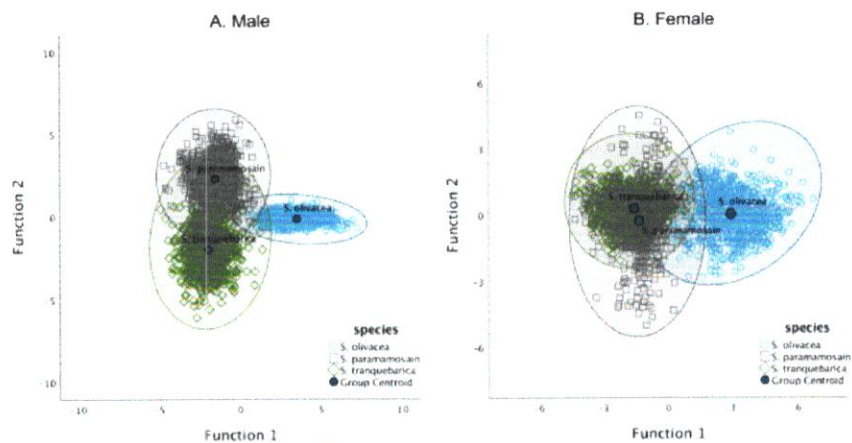 A. Male
10
5
0
-5
-10
Function 2
S. paramamosain
S. olivacea
S. tranquebarica
species
S. olivacea
S. paramamosain
S. tranquebarica
Group Centroid
-10 -5 0 5 10
Function 1
B. Female
6
3
0
-3
-6
Function 2
S. tranquebarica
S. olivacea
S. paramamosain
species
S. olivacea
S. paramamosain
S. tranquebarica
Group Centroid
-6 -3 0 3 6
Function 1